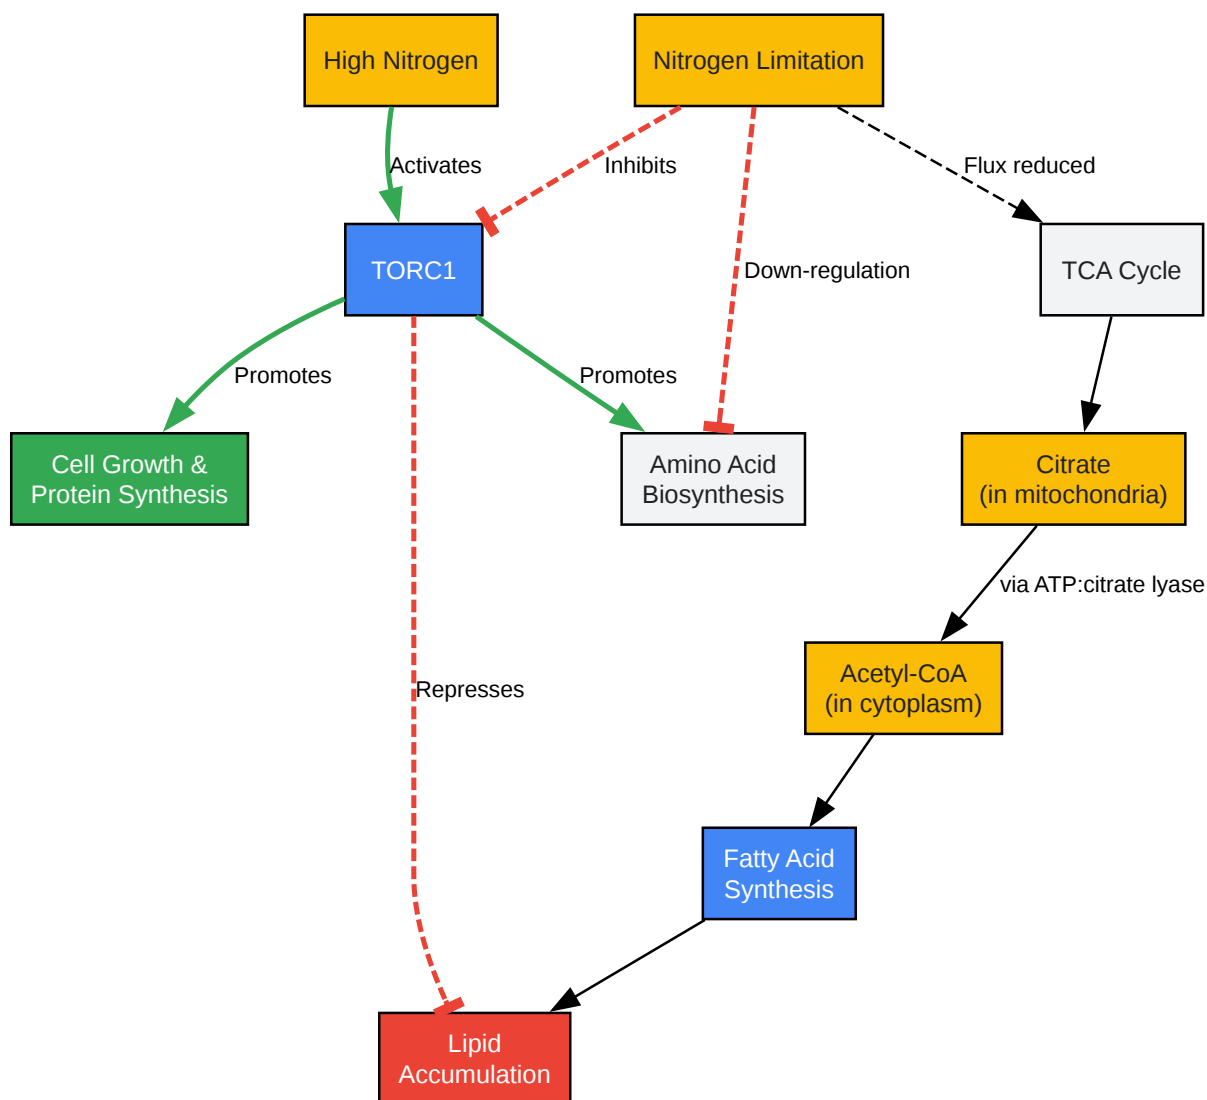 High Nitrogen
Nitrogen Limitation
Activates
Inhibits
Flux reduced
TORC1
Down-regulation
TCA Cycle
Promotes
Promotes
Cell Growth &
Protein Synthesis
Amino Acid
Biosynthesis
Citrate
(in mitochondria)
via ATP:citrate lyase
Acetyl-CoA
(in cytoplasm)
Represses
Fatty Acid
Synthesis
Lipid
Accumulation